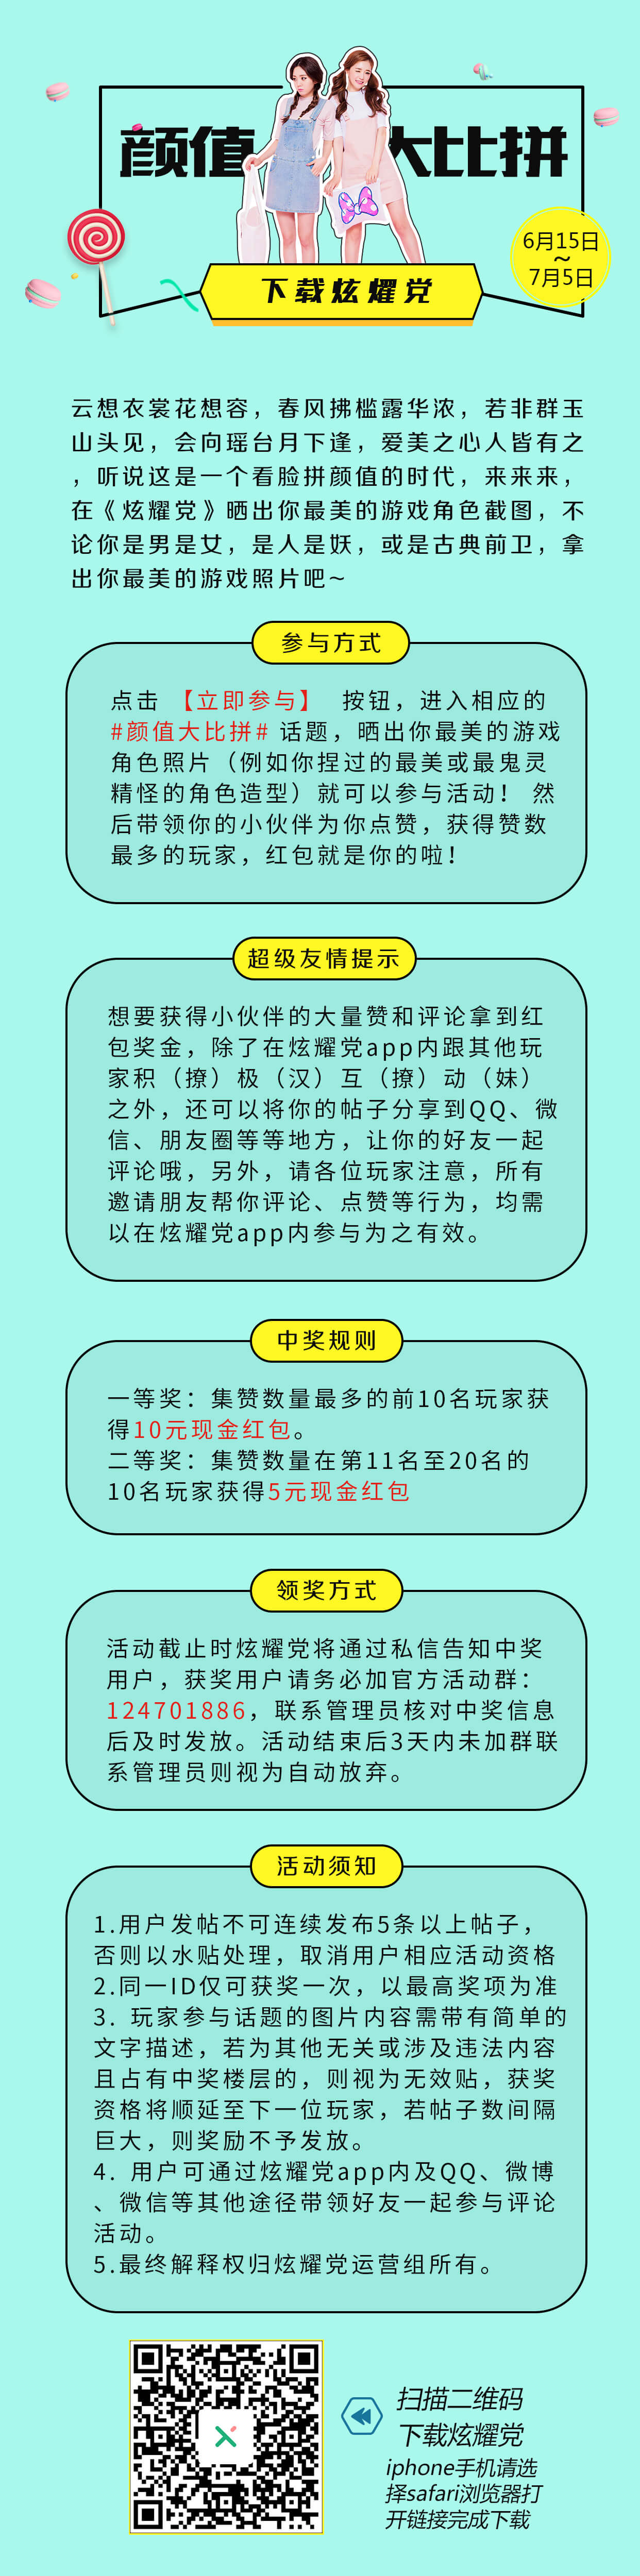 颜值大比拼
6月15日
~
7月5日
下载炫耀党
云想衣裳花想容，春风拂槛露华浓，若非群玉
山头见，会向瑶台月下逢，爱美之心人皆有之
，听说这是一个看脸拼颜值的时代，来来来，
在《炫耀党》晒出你最美的游戏角色截图，不
论你是男是女，是人是妖，或是古典前卫，拿
出你最美的游戏照片吧~
参与方式
点击 【立即参与】 按钮，进入相应的
#颜值大比拼# 话题，晒出你最美的游戏
角色照片（例如你捏过的最美或最鬼灵
精怪的角色造型）就可以参与活动！ 然
后带领你的小伙伴为你点赞，获得赞数
最多的玩家，红包就是你的啦！
超级友情提示
想要获得小伙伴的大量赞和评论拿到红
包奖金，除了在炫耀党app内跟其他玩
家积（撩）极（汉）互（撩）动（妹）
之外，还可以将你的帖子分享到QQ、微
信、朋友圈等等地方，让你的好友一起
评论哦，另外，请各位玩家注意，所有
邀请朋友帮你评论、点赞等行为，均需
以在炫耀党app内参与为之有效。
中奖规则
一等奖：集赞数量最多的前10名玩家获
得10元现金红包。
二等奖：集赞数量在第11名至20名的
10名玩家获得5元现金红包
领奖方式
活动截止时炫耀党将通过私信告知中奖
用户，获奖用户请务必加官方活动群：
124701886，联系管理员核对中奖信息
后及时发放。活动结束后3天内未加群联
系管理员则视为自动放弃。
活动须知
1.用户发帖不可连续发布5条以上帖子，
否则以水贴处理，取消用户相应活动资格
2.同一ID仅可获奖一次，以最高奖项为准
3. 玩家参与话题的图片内容需带有简单的
文字描述，若为其他无关或涉及违法内容
且占有中奖楼层的，则视为无效贴，获奖
资格将顺延至下一位玩家，若帖子数间隔
巨大，则奖励不予发放。
4. 用户可通过炫耀党app内及QQ、微博
、微信等其他途径带领好友一起参与评论
活动。
5.最终解释权归炫耀党运营组所有。
扫描二维码
下载炫耀党
iphone手机请选
择safari浏览器打
开链接完成下载